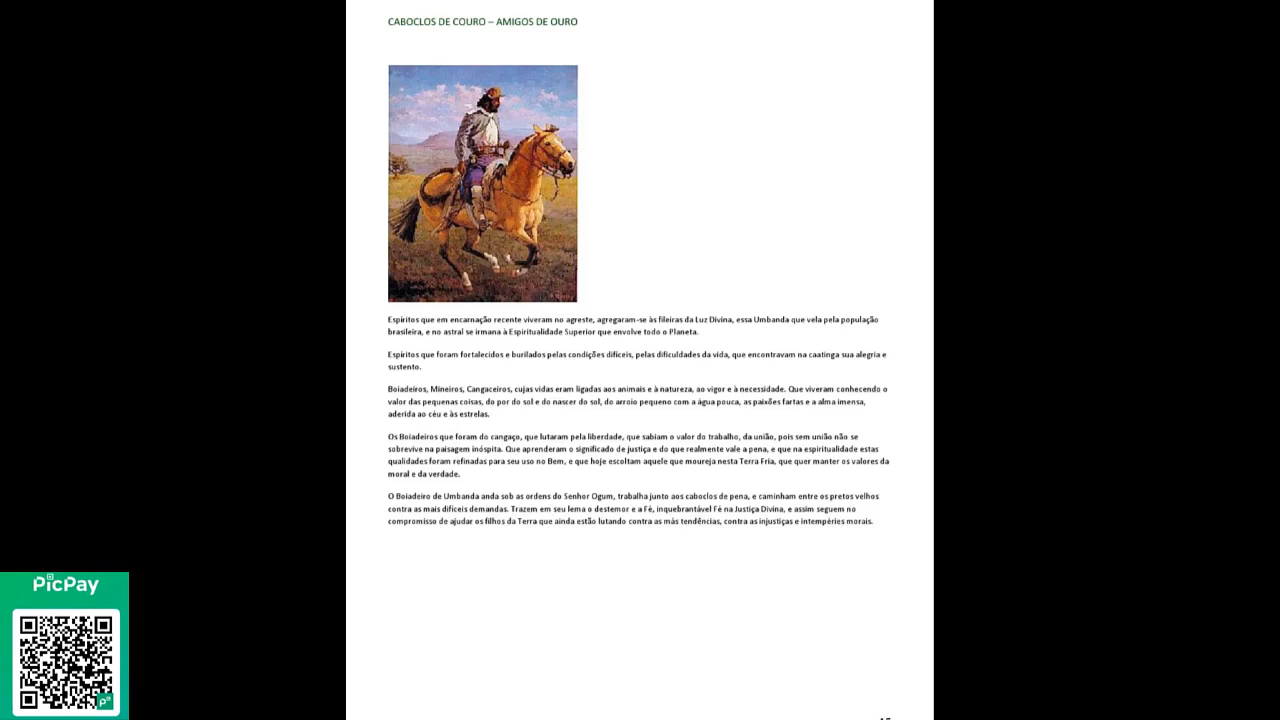 CABOCLOS DE COURO – AMIGOS DE OURO
Espíritos que em encarnação recente viveram no agreste, agregaram-se às fileiras da Luz Divina, essa Umbanda que vela pela população
brasileira, e no astral se irmana à Espiritualidade Superior que envolve todo o Planeta.
Espíritos que foram fortalecidos e burilados pelas condições difíceis, pelas dificuldades da vida, que encontravam na caatinga sua alegria e
sustento.
Boiadeiros, Mineiros, Cangaceiros, cujas vidas eram ligadas aos animais e à natureza, ao vigor e à necessidade. Que viveram conhecendo o
valor das pequenas coisas, do por do sol e do nascer do sol, do arroio pequeno com a água pouca, as paixões fartas e a alma imensa,
aderida ao céu e às estrelas.
Os Boiadeiros que foram do cangaço, que lutaram pela liberdade, que sabiam o valor do trabalho, da união, pois sem união não se
sobrevive na paisagem inóspita. Que aprenderam o significado de justiça e do que realmente vale a pena, e que na espiritualidade estas
qualidades foram refinadas para seu uso no Bem, e que hoje escoltam aquele que moureja nesta Terra Fria, que quer manter os valores da
moral e da verdade.
O Boiadeiro de Umbanda anda sob as ordens do Senhor Ogum, trabalha junto aos caboclos de pena, e caminham entre os pretos velhos
contra as mais difíceis demandas. Trazem em seu lema o destemor e a Fé, inquebrantável Fé na Justiça Divina, e assim seguem no
compromisso de ajudar os filhos da Terra que ainda estão lutando contra as más tendências, contra as injustiças e intempéries morais.
PicPay